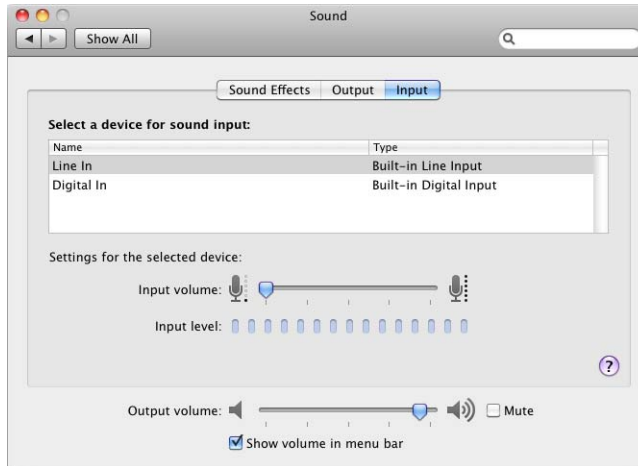 Sound
Show All
Sound Effects Output Input
Select a device for sound input:
Name Type
Line In Built-in Line Input
Digital In Built-in Digital Input
Settings for the selected device:
Input volume:
Input level:
?
Output volume: Mute
Show volume in menu bar